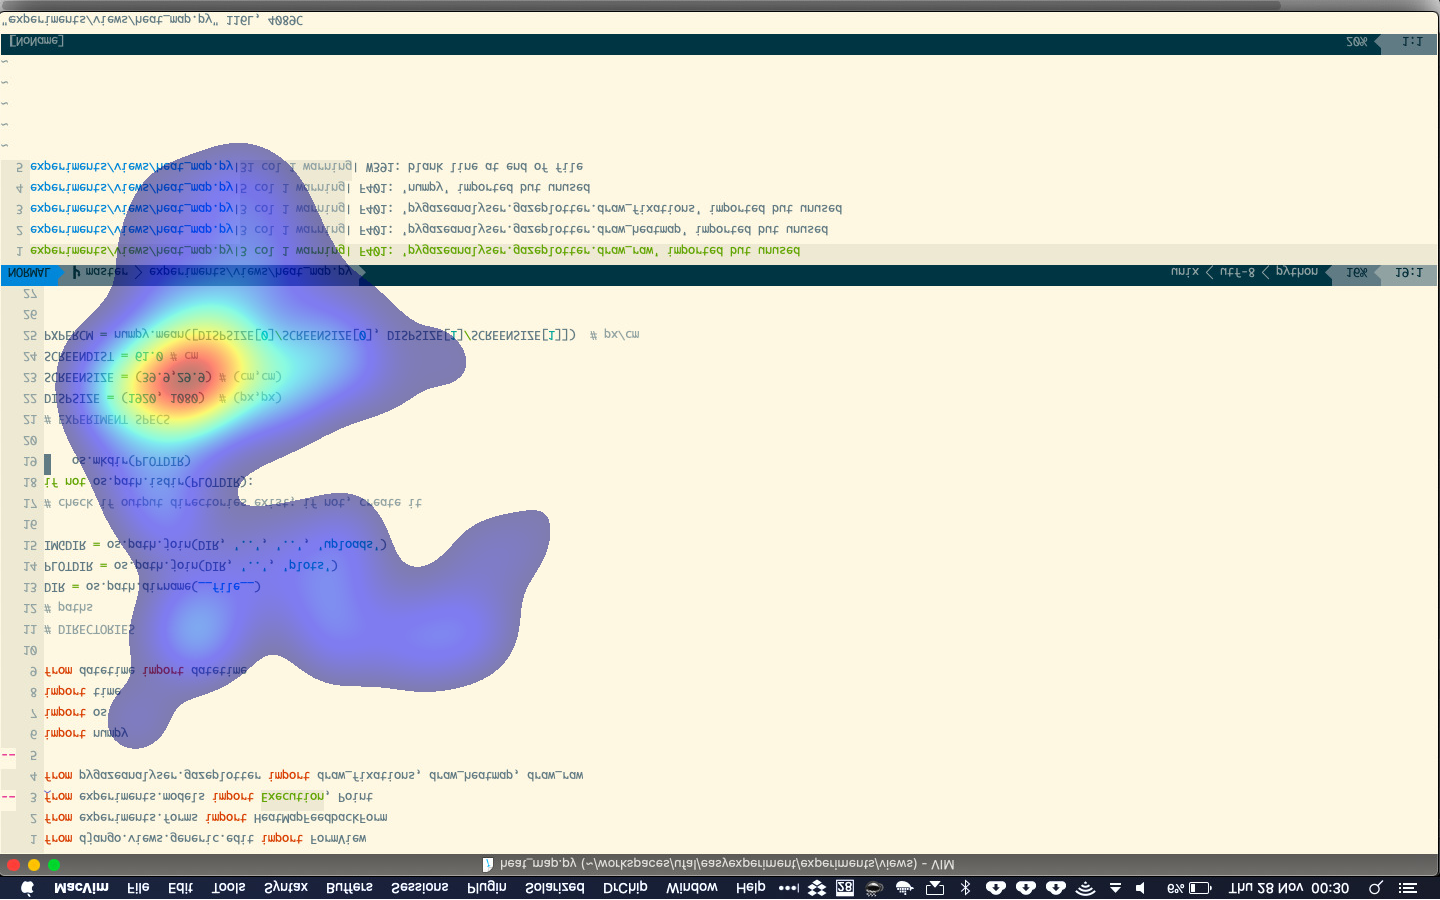 MacVim File Edit Tools Syntax Buffers Sessions Plugin Solarized DrChip Window Help 28 6% Thu 28 Nov 00:30
heat_map.py (~/workspaces/ufal/easyexperiment/experiments/views) - VIM
1 from django.views.generic.edit import FormView
2 from experiments.forms import HeatMapFeedbackForm
-- 3 from experiments.models import Execution, Point
4 from pygazeanalyser.gazeplotter import draw_fixations, draw_heatmap, draw_raw
-- 5
6 import numpy
7 import os
8 import time
9 from datetime import datetime
10
11 # DIRECTORIES
12 # paths
13 DIR = os.path.dirname(__file__)
14 PLOTDIR = os.path.join(DIR, '..', 'plots')
15 IMGDIR = os.path.join(DIR, '..', '..', 'uploads')
16
17 # check if output directories exist; if not, create it
18 if not os.path.isdir(PLOTDIR):
19     os.mkdir(PLOTDIR)
20
21 # EXPERIMENT SPECS
22 DISPSIZE = (1920, 1080)  # (px,px)
23 SCREENSIZE = (39.9,29.9) # (cm,cm)
24 SCREENDIST = 61.0 # cm
25 PXPERCM = numpy.mean([DISPSIZE[0]/SCREENSIZE[0], DISPSIZE[1]/SCREENSIZE[1]])  # px/cm
26
27
NORMAL master experiments/views/heat_map.py unix < utf-8 < python 16% 19:1
1 experiments/views/heat_map.py|3 col 1 warning| F401: 'pygazeanalyser.gazeplotter.draw_raw' imported but unused
2 experiments/views/heat_map.py|3 col 1 warning| F401: 'pygazeanalyser.gazeplotter.draw_heatmap' imported but unused
3 experiments/views/heat_map.py|3 col 1 warning| F401: 'pygazeanalyser.gazeplotter.draw_fixations' imported but unused
4 experiments/views/heat_map.py|5 col 1 warning| F401: 'numpy' imported but unused
5 experiments/views/heat_map.py|31 col 1 warning| W391: blank line at end of file
~
~
~
~
~
[NoName] 20% 1:1
"experiments/views/heat_map.py" 116L, 4089C